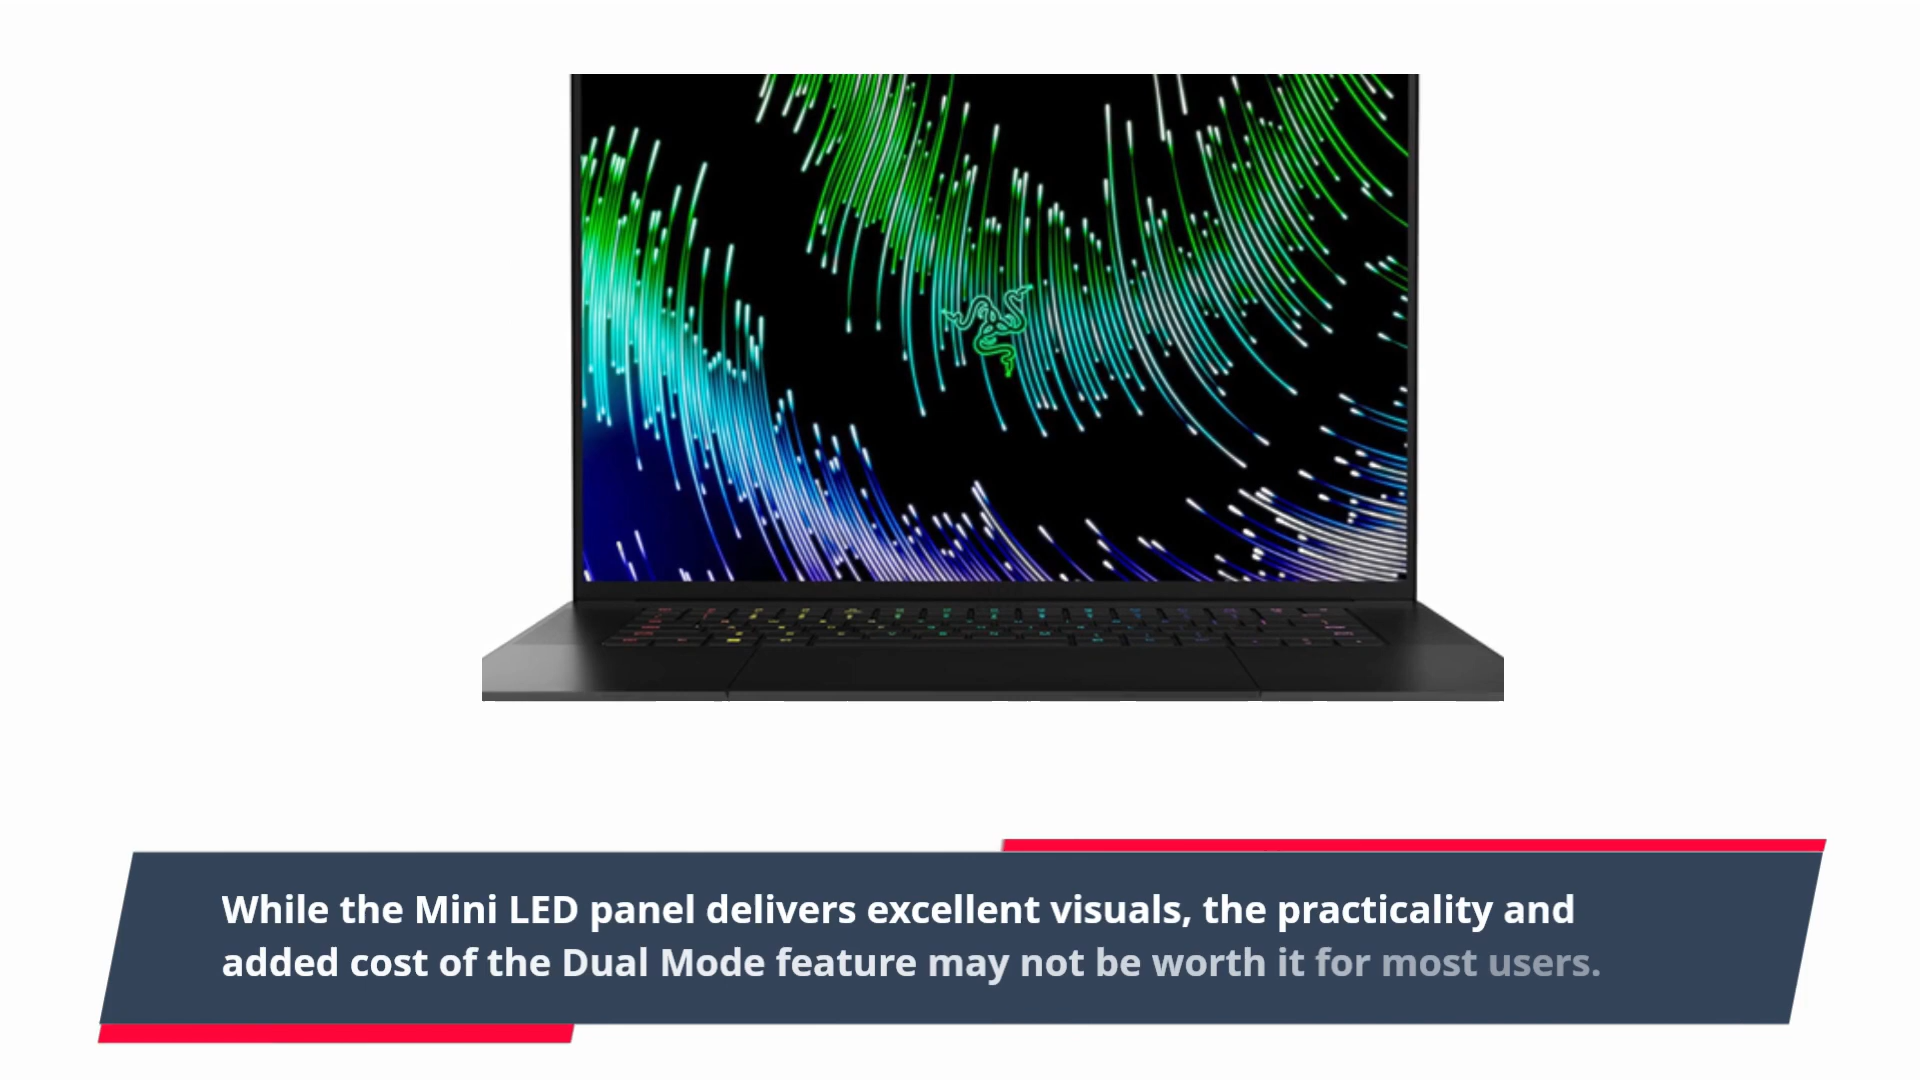 While the Mini LED panel delivers excellent visuals, the practicality and
added cost of the Dual Mode feature may not be worth it for most users.